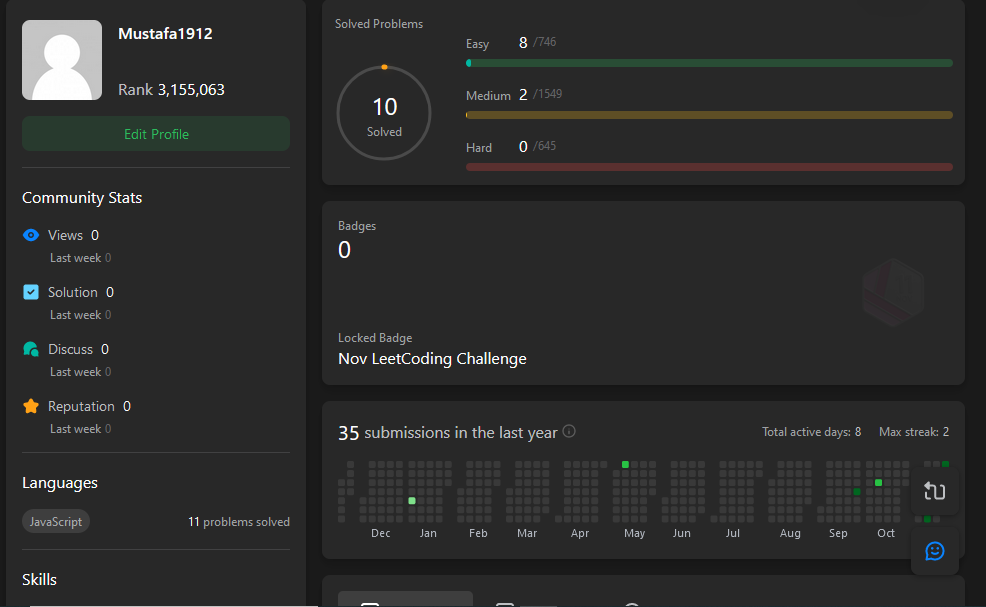 Mustafa1912
Rank 3,155,063
Edit Profile
Community Stats
Views 0
Last week 0
Solution 0
Last week 0
Discuss 0
Last week 0
Reputation 0
Last week 0
Languages
JavaScript 11 problems solved
Skills
Solved Problems
10
Solved
Easy 8 /746
Medium 2 /1549
Hard 0 /645
Badges
0
Locked Badge
Nov LeetCoding Challenge
35 submissions in the last year Total active days: 8 Max streak: 2
Dec Jan Feb Mar Apr May Jun Jul Aug Sep Oct